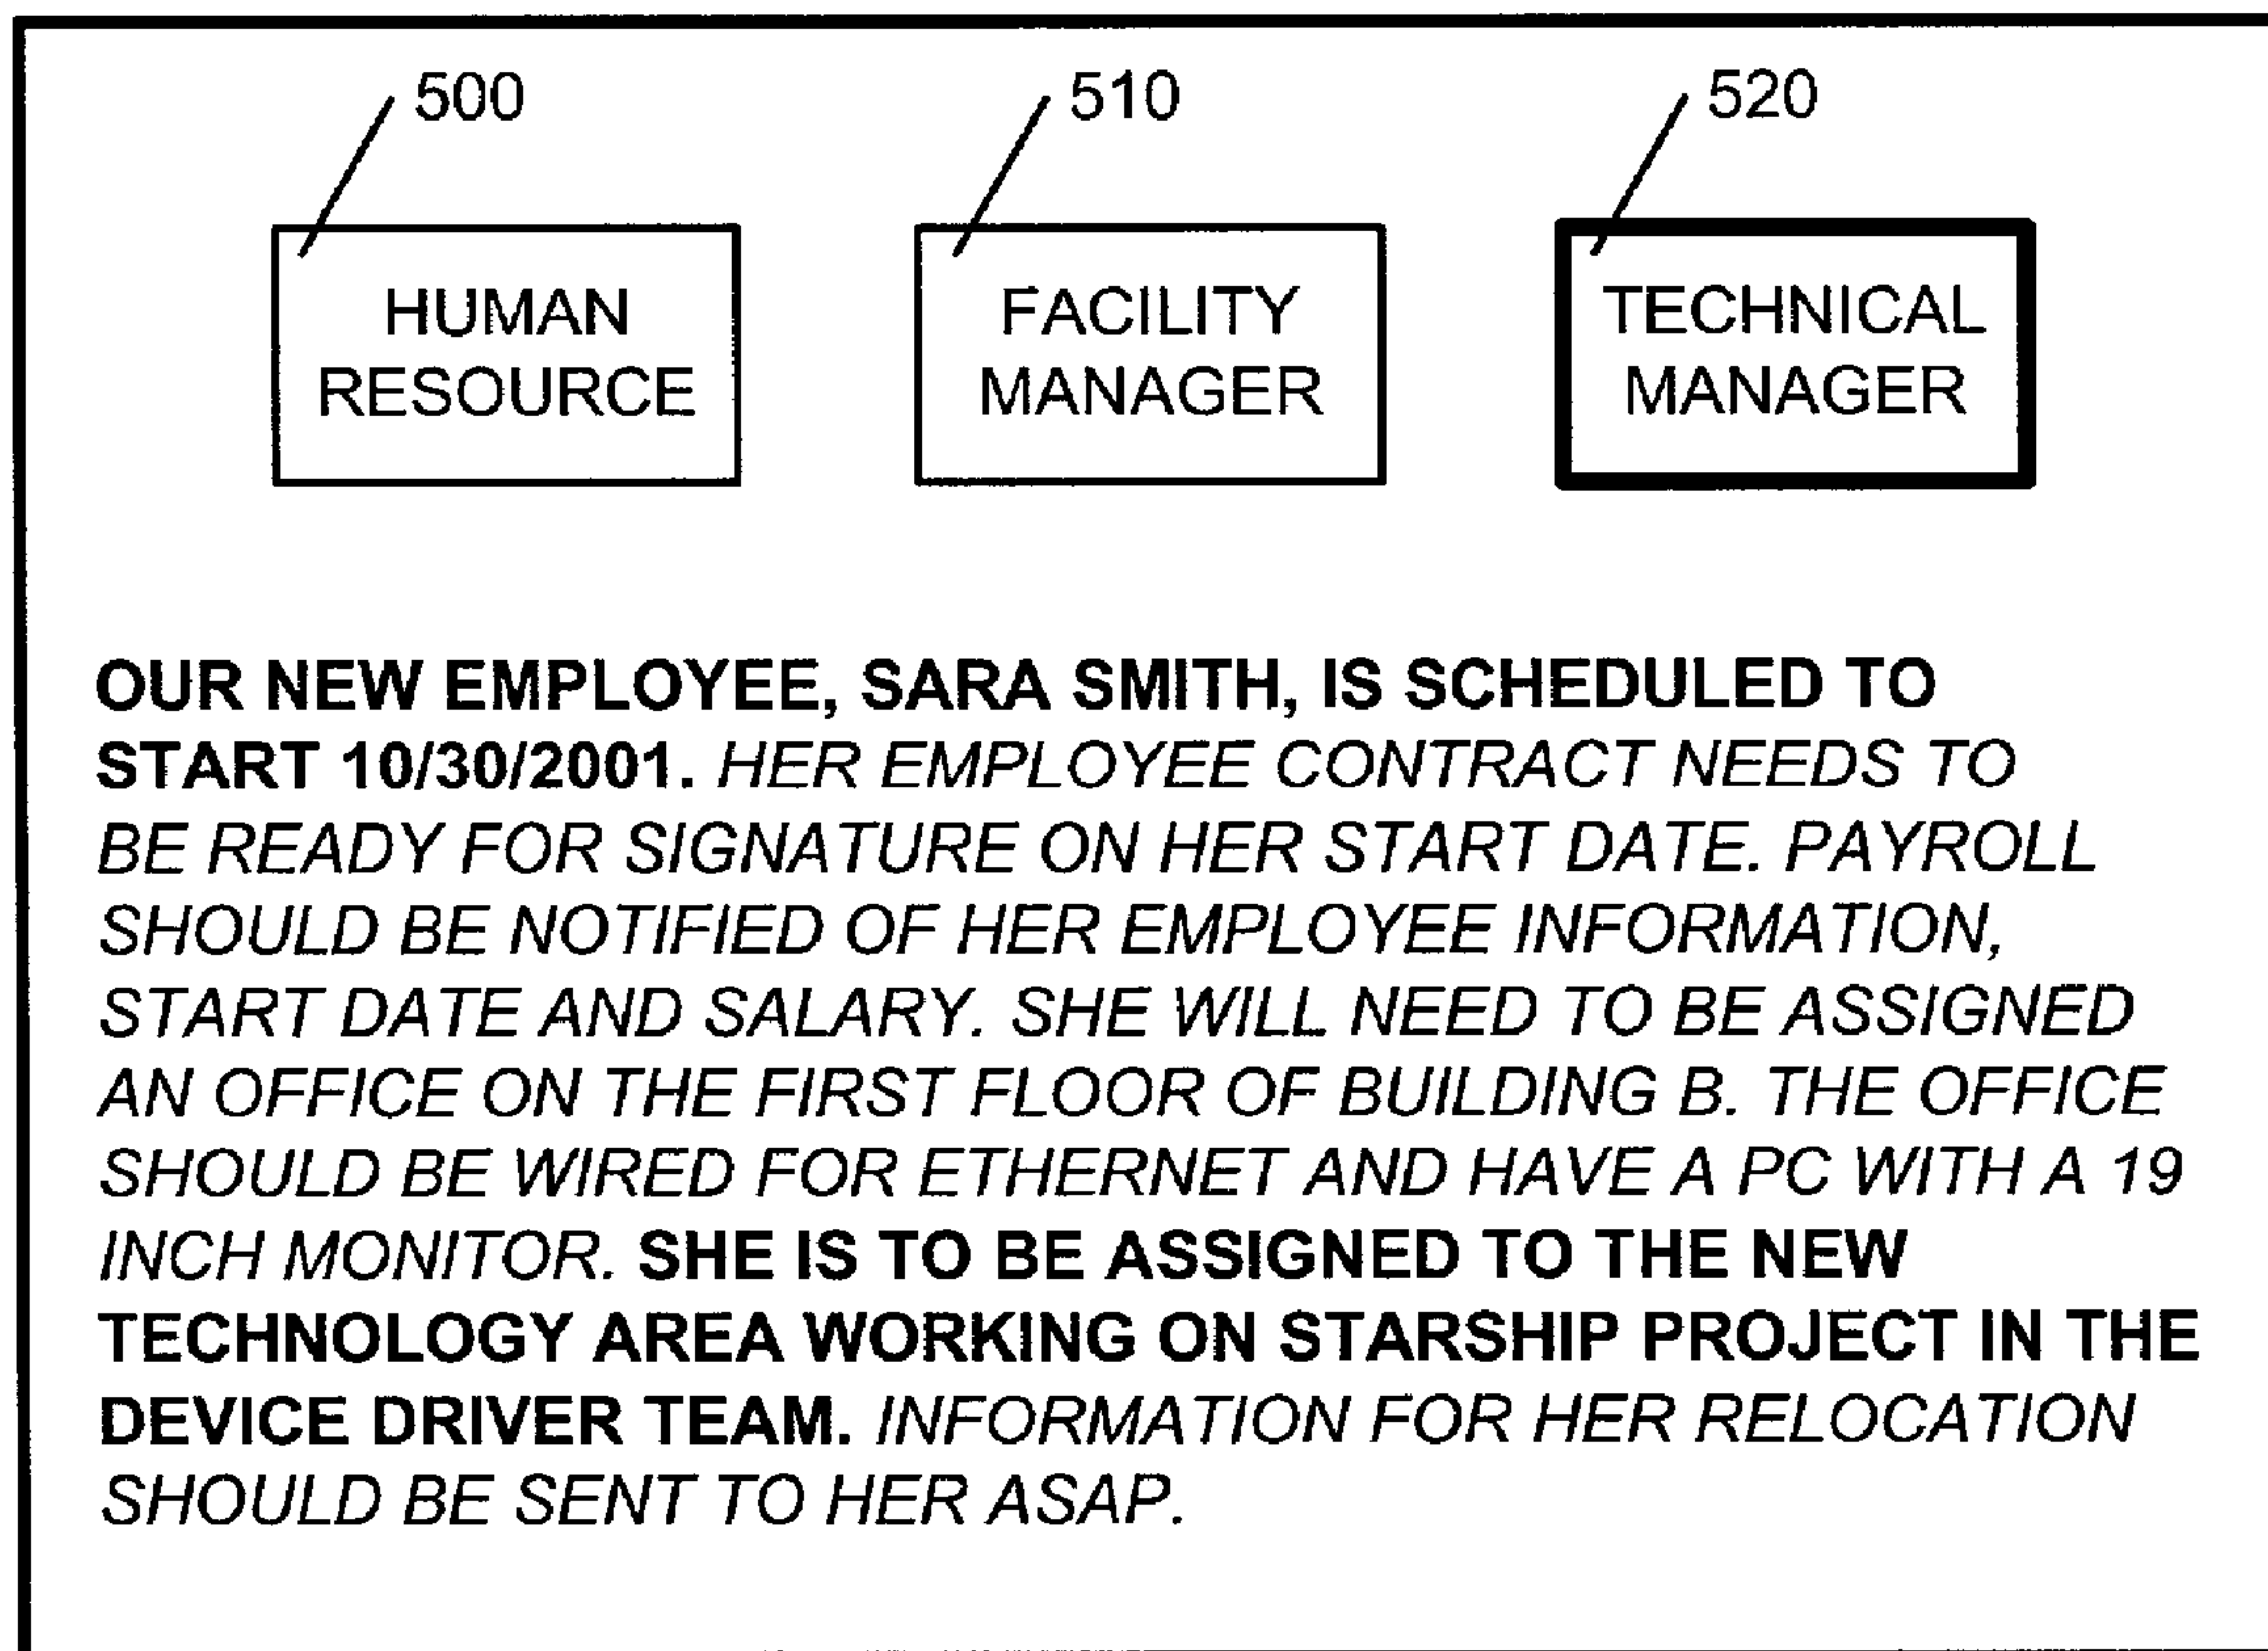 500 510 520
HUMAN RESOURCE
FACILITY MANAGER
TECHNICAL MANAGER
OUR NEW EMPLOYEE, SARA SMITH, IS SCHEDULED TO
START 10/30/2001. HER EMPLOYEE CONTRACT NEEDS TO
BE READY FOR SIGNATURE ON HER START DATE. PAYROLL
SHOULD BE NOTIFIED OF HER EMPLOYEE INFORMATION,
START DATE AND SALARY. SHE WILL NEED TO BE ASSIGNED
AN OFFICE ON THE FIRST FLOOR OF BUILDING B. THE OFFICE
SHOULD BE WIRED FOR ETHERNET AND HAVE A PC WITH A 19
INCH MONITOR. SHE IS TO BE ASSIGNED TO THE NEW
TECHNOLOGY AREA WORKING ON STARSHIP PROJECT IN THE
DEVICE DRIVER TEAM. INFORMATION FOR HER RELOCATION
SHOULD BE SENT TO HER ASAP.